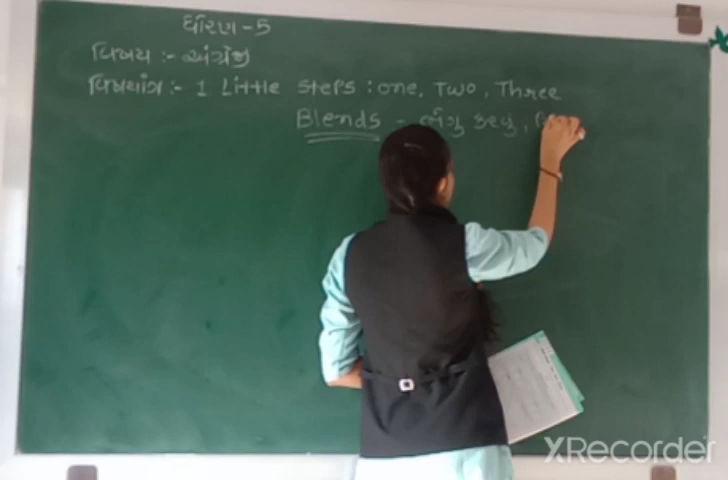 ધોરણ - 5
વિષય :- અંગ્રેજી
વિષયાંગ :- 1 Little steps : one, Two, Three
Blends - ભેગુ કરવું,
XRecorder